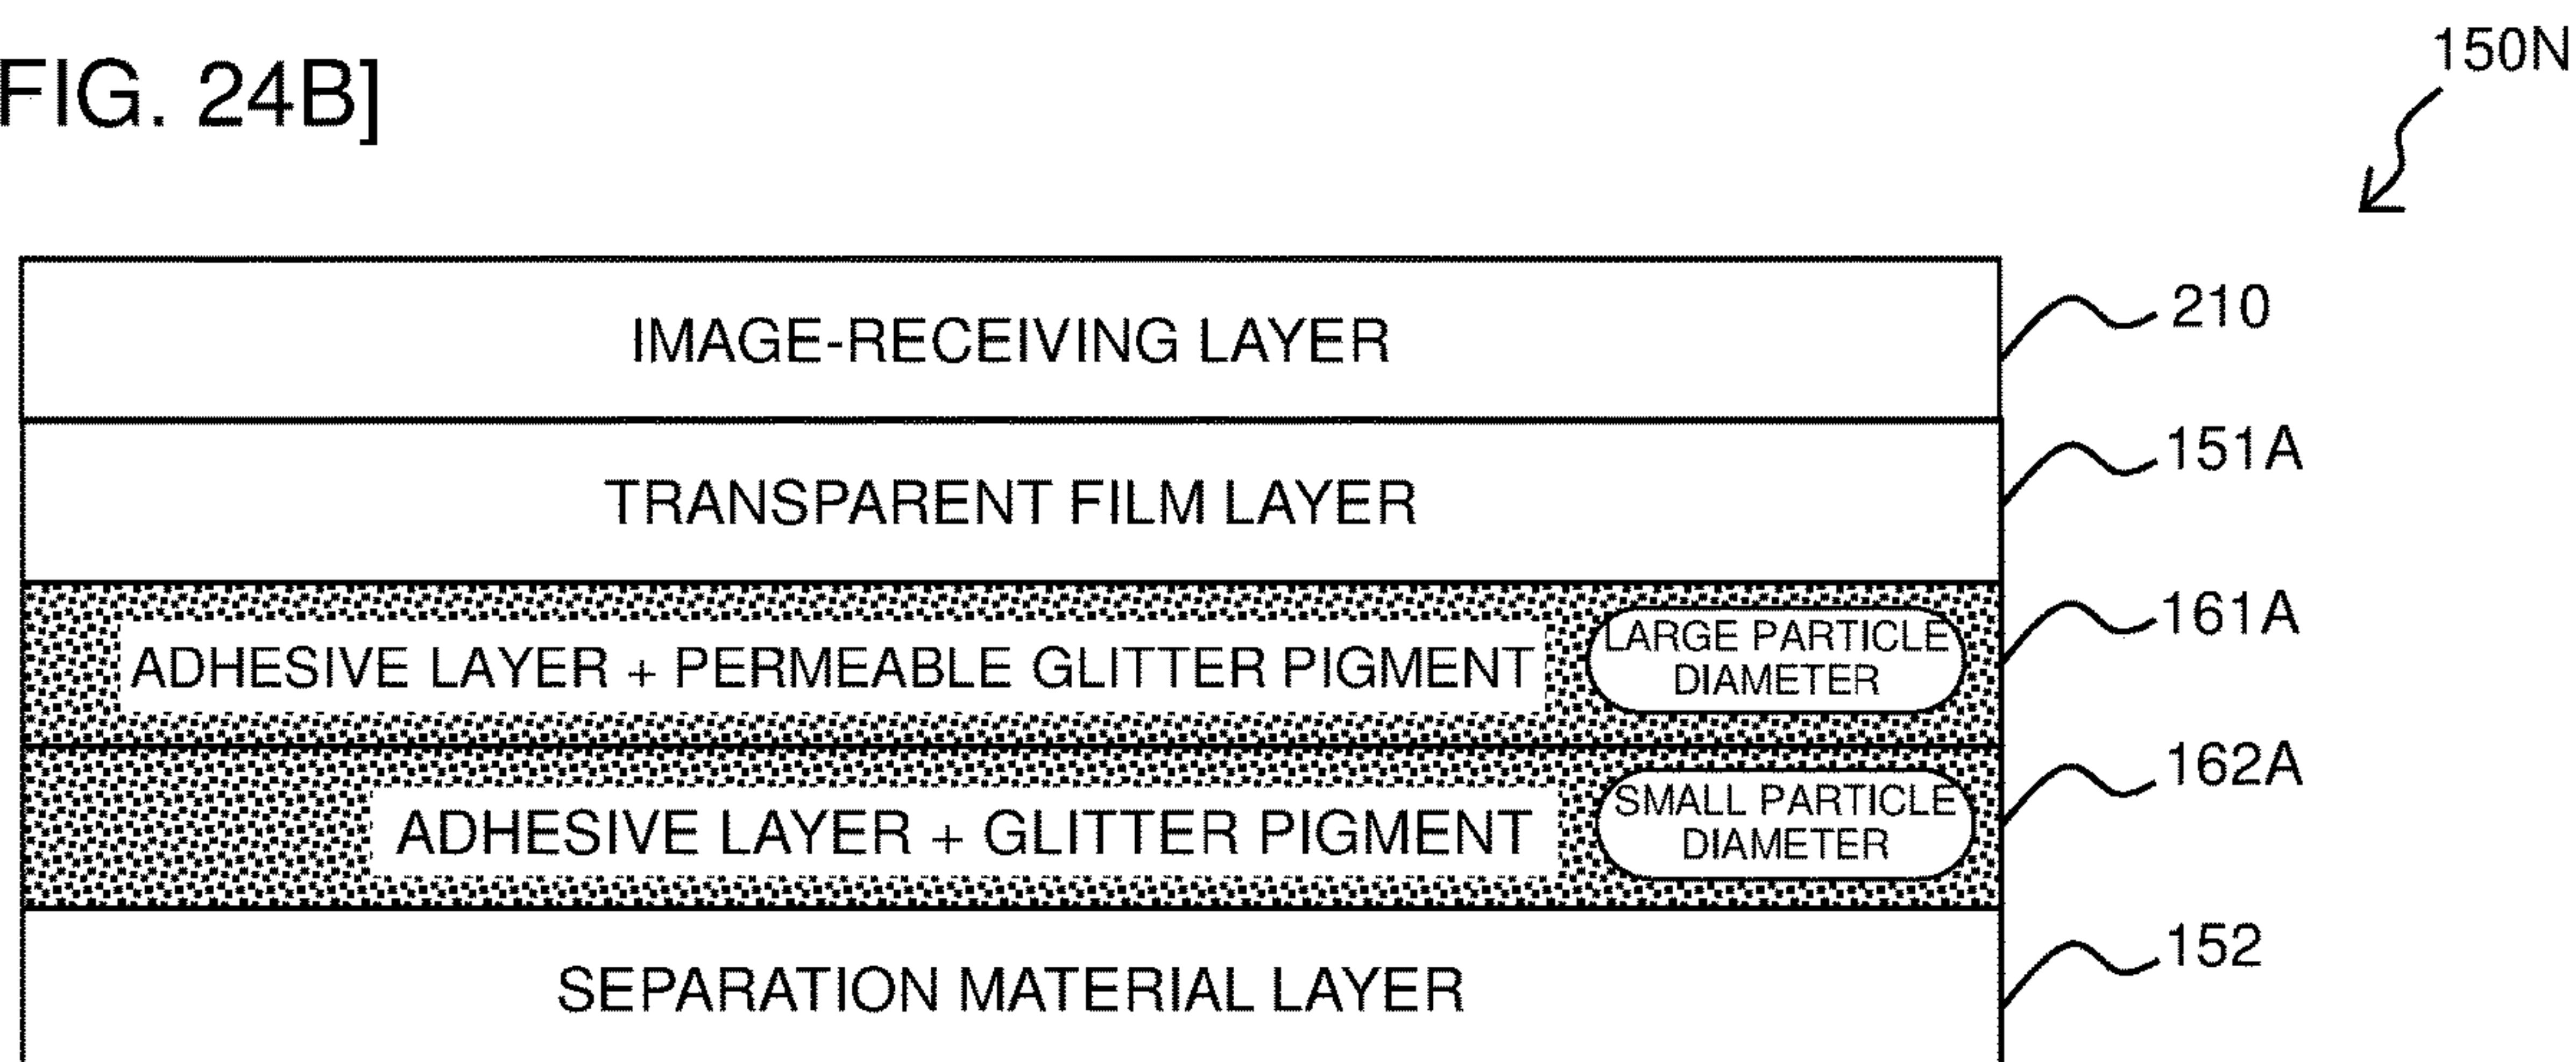 FIG. 24B]
150N
IMAGE-RECEIVING LAYER
210
TRANSPARENT FILM LAYER
151A
ADHESIVE LAYER + PERMEABLE GLITTER PIGMENT
LARGE PARTICLE
DIAMETER
161A
ADHESIVE LAYER + GLITTER PIGMENT
SMALL PARTICLE
DIAMETER
162A
SEPARATION MATERIAL LAYER
152